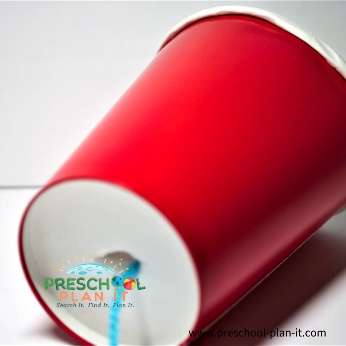 PRESCHOOL
PLAN IT
Search It. Find It. Plan It.
www.preschool-plan-it.com